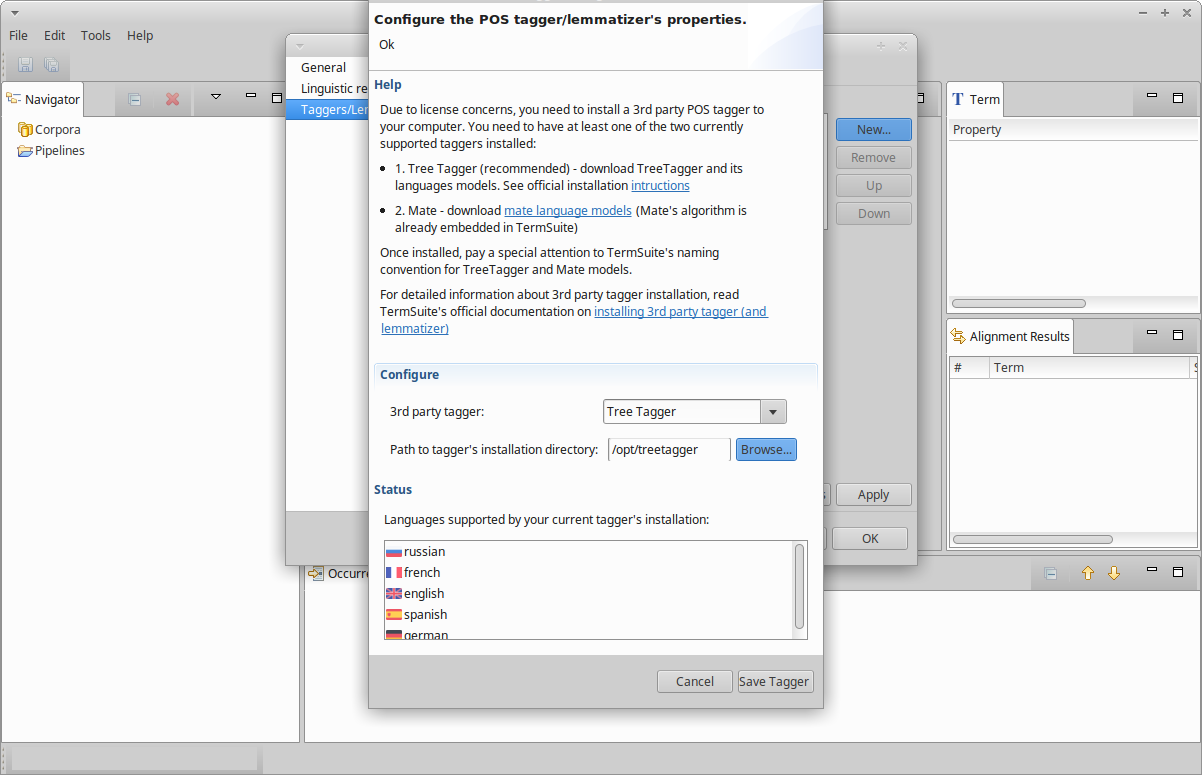 File Edit Tools Help
Navigator
Corpora
Pipelines
General
Linguistic re
Taggers/Len
Configure the POS tagger/lemmatizer's properties.
Ok
Help
Due to license concerns, you need to install a 3rd party POS tagger to
your computer. You need to have at least one of the two currently
supported taggers installed:
1. Tree Tagger (recommended) - download TreeTagger and its
languages models. See official installation intructions
2. Mate - download mate language models (Mate's algorithm is
already embedded in TermSuite)
Once installed, pay a special attention to TermSuite's naming
convention for TreeTagger and Mate models.
For detailed information about 3rd party tagger installation, read
TermSuite's official documentation on installing 3rd party tagger (and
lemmatizer)
Configure
3rd party tagger: Tree Tagger
Path to tagger's installation directory: /opt/treetagger Browse...
Status
Languages supported by your current tagger's installation:
russian
french
english
spanish
german
Cancel Save Tagger
New...
Remove
Up
Down
Apply
OK
Term
Property
Alignment Results
# Term
Occurre